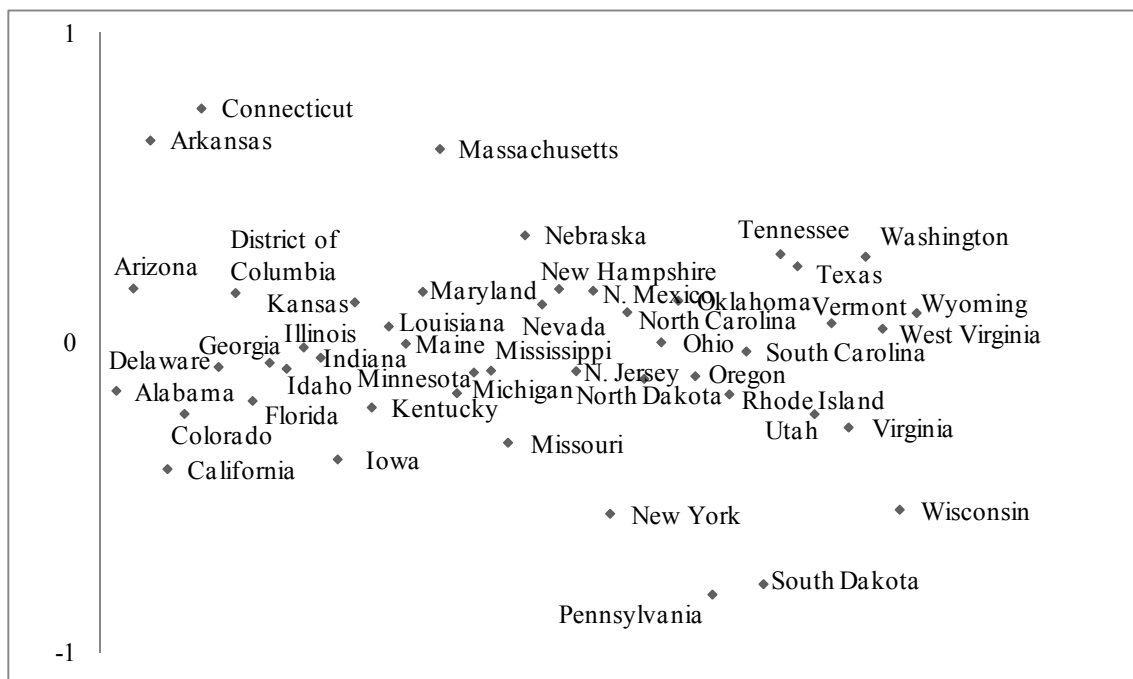 1
Connecticut
Arkansas
Massachusetts
Nebraska
Tennessee
Washington
District of
Columbia
Arizona
New Hampshire
Texas
Kansas
Maryland
N. Mexico
Oklahoma
Vermont
Wyoming
Illinois
Louisiana
Nevada
North Carolina
West Virginia
0
Georgia
Indiana
Maine
Mississippi
Ohio
South Carolina
Delaware
Idaho
Minnesota
Michigan
N. Jersey
Oregon
Alabama
Florida
Kentucky
North Dakota
Rhode Island
Colorado
Missouri
Utah
Virginia
California
Iowa
New York
Wisconsin
South Dakota
Pennsylvania
-1